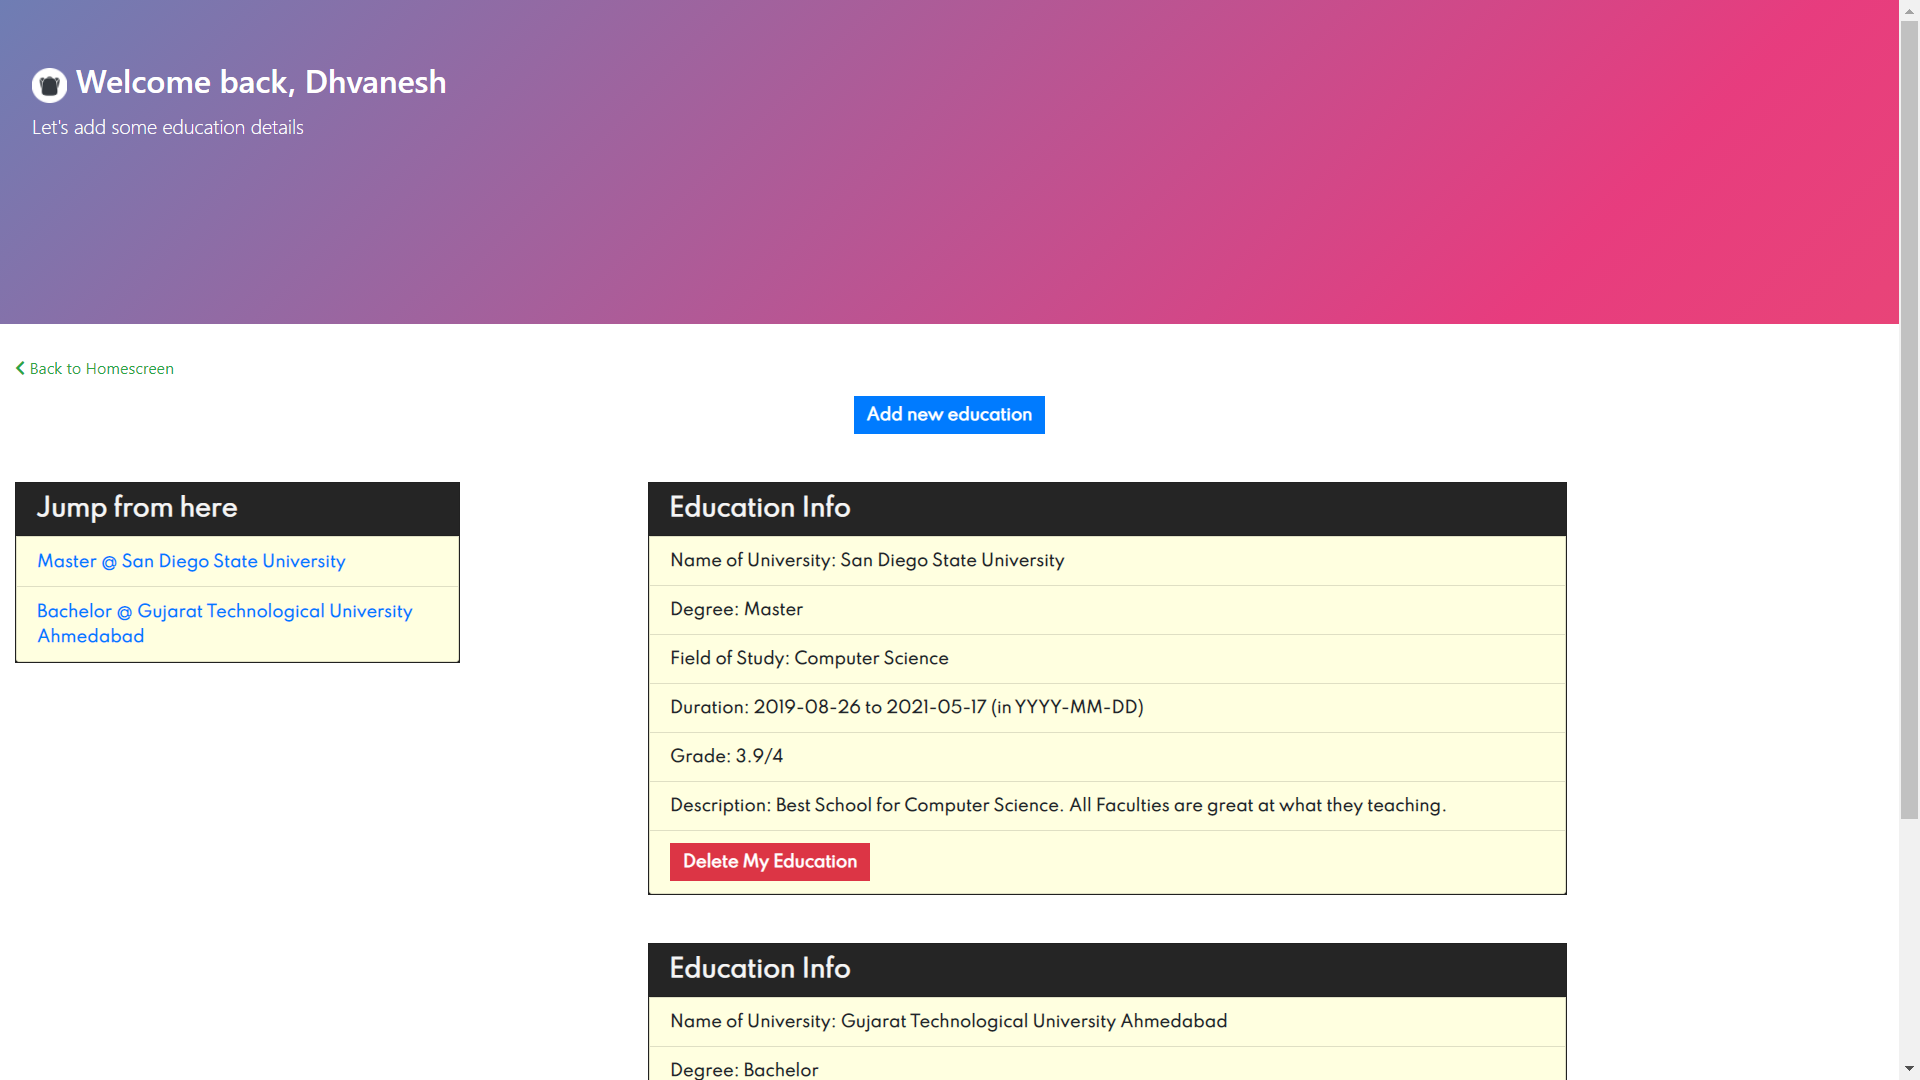 Welcome back, Dhvanesh
Let's add some education details
Back to Homescreen
Add new education
Jump from here
Master @ San Diego State University
Bachelor @ Gujarat Technological University
Ahmedabad
Education Info
Name of University: San Diego State University
Degree: Master
Field of Study: Computer Science
Duration: 2019-08-26 to 2021-05-17 (in YYYY-MM-DD)
Grade: 3.9/4
Description: Best School for Computer Science. All Faculties are great at what they teaching.
Delete My Education
Education Info
Name of University: Gujarat Technological University Ahmedabad
Degree: Bachelor